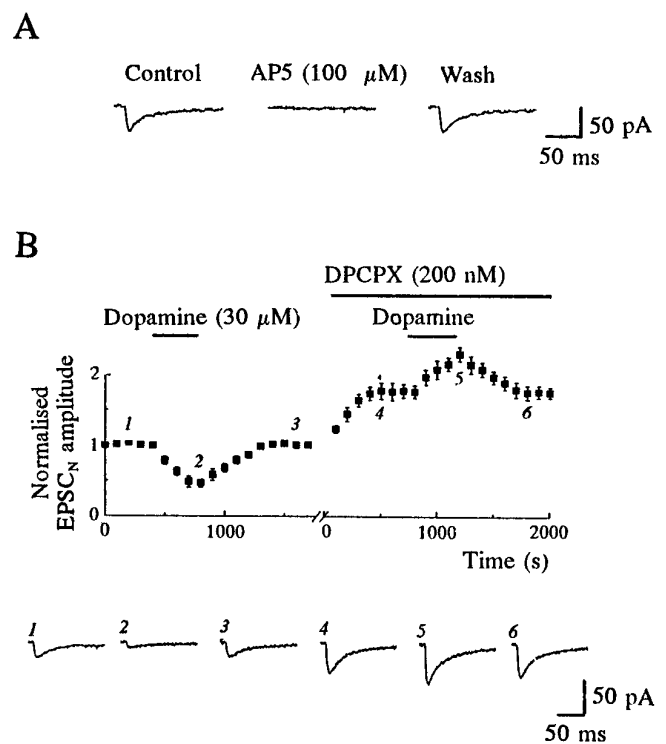 A
Control AP5 (100 μM) Wash
50 pA
50 ms
B
DPCPX (200 nM)
Dopamine (30 μM) Dopamine
Normalised
EPSC_N amplitude
2
1
0
1 2 3 4 5 6
0 1000 0 1000 2000
Time (s)
1 2 3 4 5 6
50 pA
50 ms